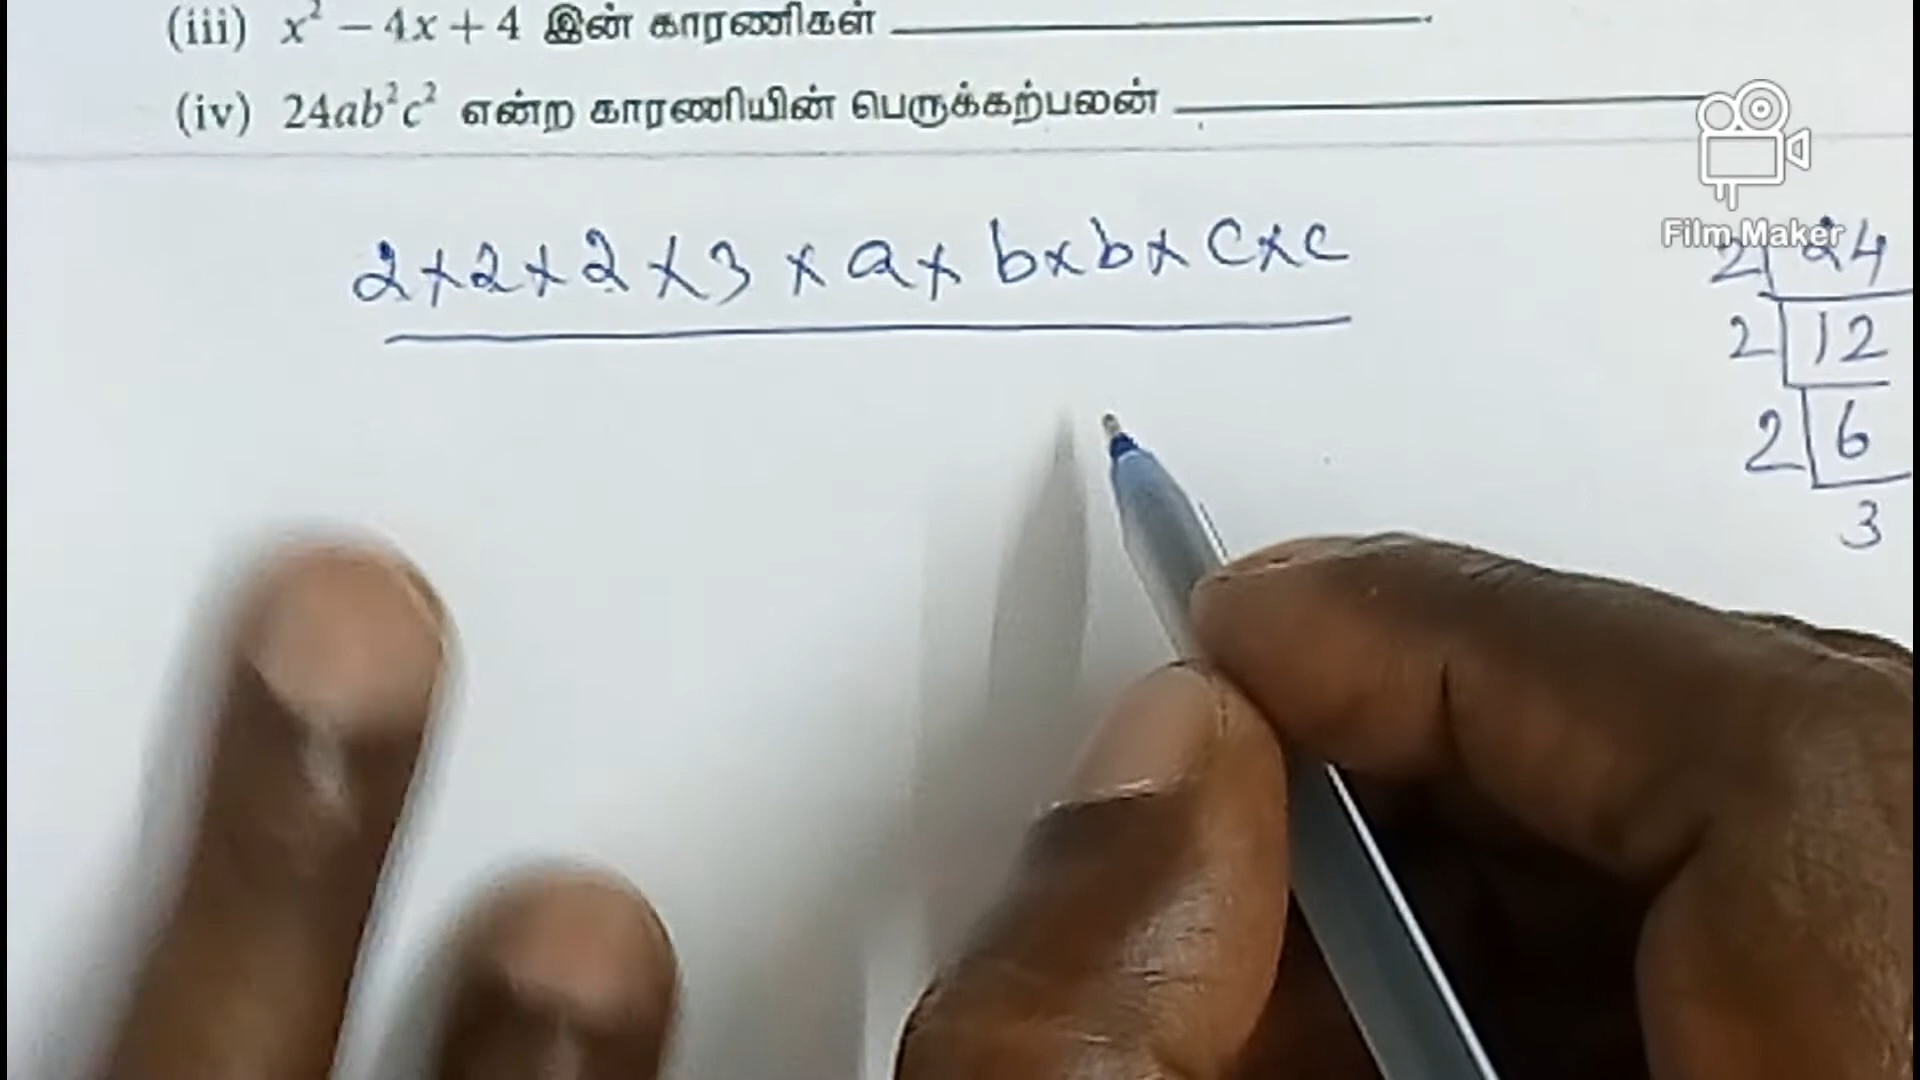 (iii) x² – 4x + 4 இன் காரணிகள்
(iv) 24ab²c² என்ற காரணியின் பெருக்கற்பலன்
Film Maker
2 x 2 x 2 x 3 x a x b x b x c x c
2 24
2 12
2 6
3